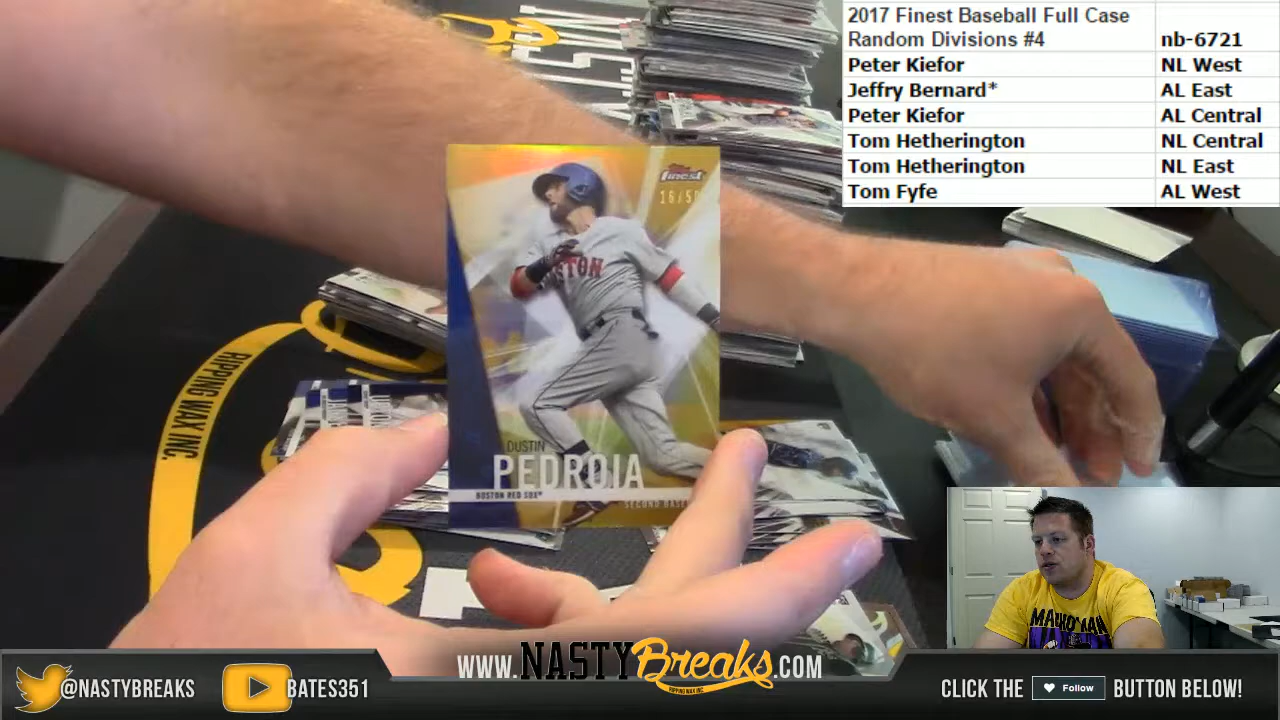 2017 Finest Baseball Full Case
Random Divisions #4 nb-6721
Peter Kiefor NL West
Jeffry Bernard* AL East
Peter Kiefor AL Central
Tom Hetherington NL Central
Tom Hetherington NL East
Tom Fyfe AL West
Topps
finest
16/50
DUSTIN
PEDROIA
BOSTON RED SOX
SECOND BASE
RIPPING WAX INC.
WWW.NASTYBreaks.COM
RIPPING WAX INC
@NASTYBREAKS
BATES351
CLICK THE Follow BUTTON BELOW!